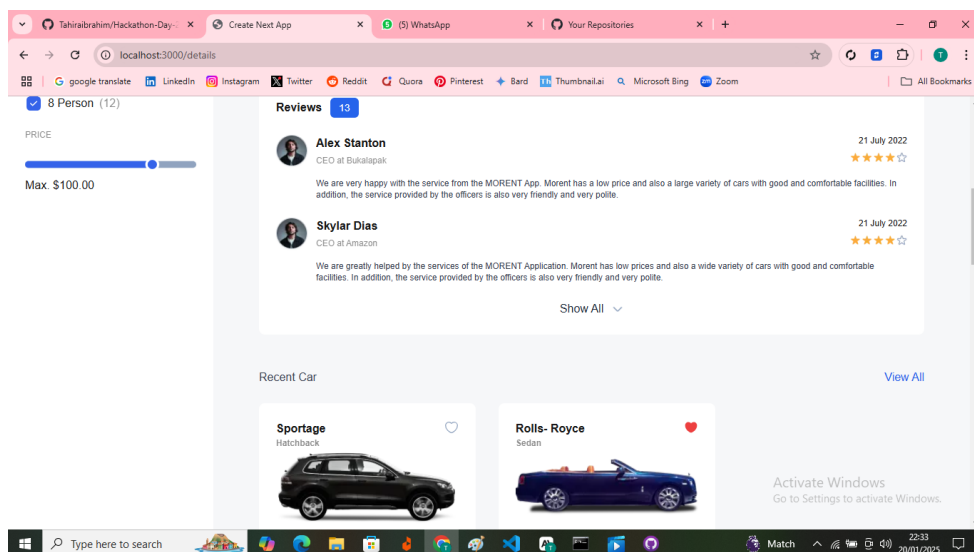 Tahiraibrahim/Hackathon-Day-
Create Next App
(5) WhatsApp
Your Repositories
localhost:3000/details
google translate
LinkedIn
Instagram
Twitter
Reddit
Quora
Pinterest
Bard
Thumbnail.ai
Microsoft Bing
Zoom
All Bookmarks
8 Person (12)
PRICE
Max. $100.00
Reviews 13
Alex Stanton
21 July 2022
CEO at Bukalapak
We are very happy with the service from the MORENT App. Morent has a low price and also a large variety of cars with good and comfortable facilities. In
addition, the service provided by the officers is also very friendly and very polite.
Skylar Dias
21 July 2022
CEO at Amazon
We are greatly helped by the services of the MORENT Application. Morent has low prices and also a wide variety of cars with good and comfortable
facilities. In addition, the service provided by the officers is also very friendly and very polite.
Show All
Recent Car
View All
Sportage
Hatchback
Rolls- Royce
Sedan
Activate Windows
Go to Settings to activate Windows.
Type here to search
Match
22:33
20/01/2025